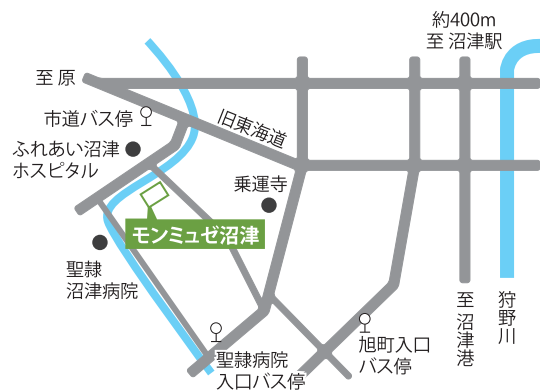 約400m
至 沼津駅
至 原
市道バス停
旧東海道
ふれあい沼津
ホスピタル
乗運寺
モンミュゼ沼津
聖隷
沼津病院
聖隷病院
入口バス停
旭町入口
バス停
至 沼津港
狩野川